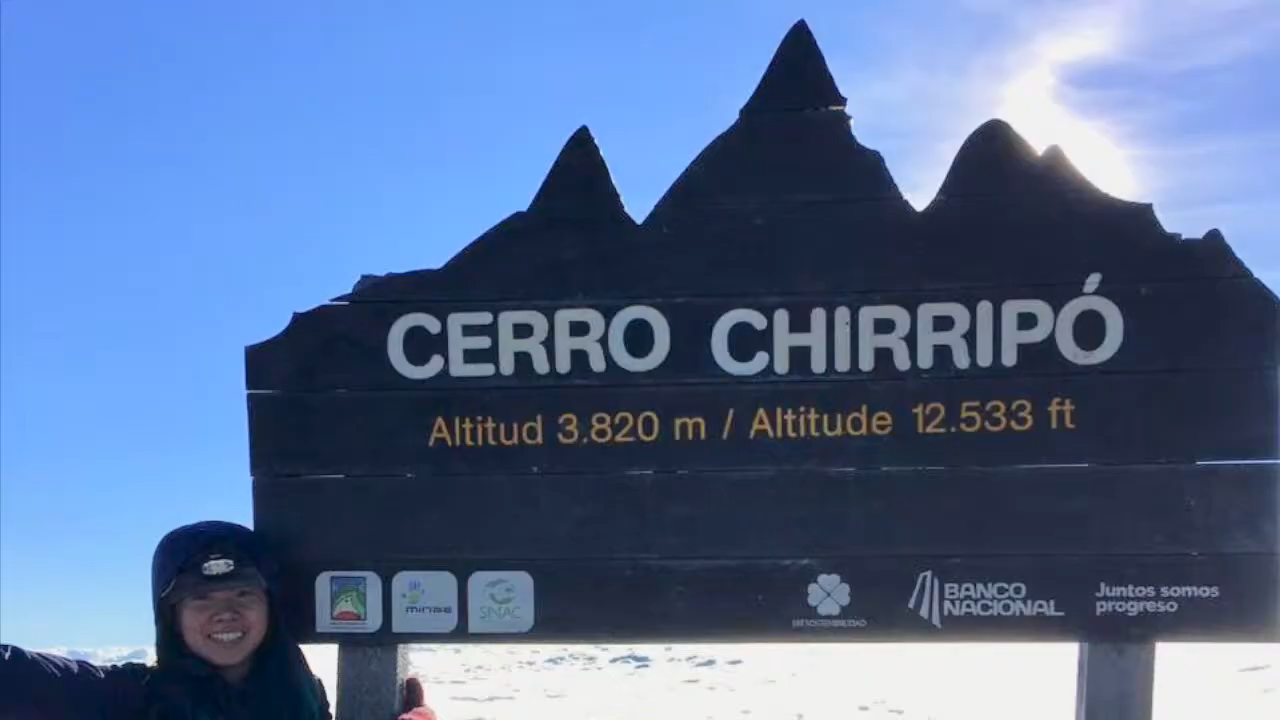 CERRO CHIRRIPÓ
Altitud 3.820 m / Altitude 12.533 ft
minae
SINAC
BANCO
NACIONAL
Juntos somos
progreso